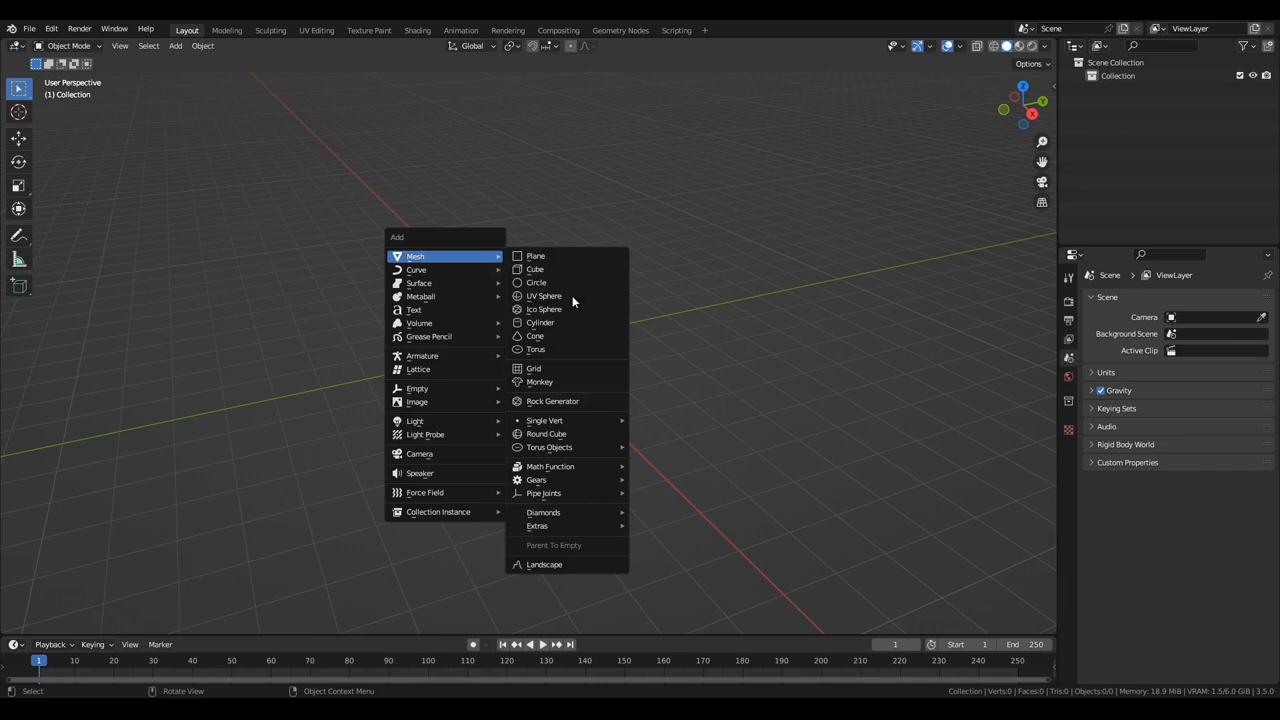 File Edit Render Window Help Layout Modeling Sculpting UV Editing Texture Paint Shading Animation Rendering Compositing Geometry Nodes Scripting + Scene ViewLayer
Object Mode View Select Add Object Global
Options
User Perspective
(1) Collection
Z
Y
X
Scene Collection
Collection
Add
Mesh
Curve
Surface
Metaball
Text
Volume
Grease Pencil
Armature
Lattice
Empty
Image
Light
Light Probe
Camera
Speaker
Force Field
Collection Instance
Plane
Cube
Circle
UV Sphere
Ico Sphere
Cylinder
Cone
Torus
Grid
Monkey
Rock Generator
Single Vert
Round Cube
Torus Objects
Math Function
Gears
Pipe Joints
Diamonds
Extras
Parent To Empty
Landscape
Scene ViewLayer
Scene
Camera
Background Scene
Active Clip
Units
Gravity
Keying Sets
Audio
Rigid Body World
Custom Properties
Playback Keying View Marker 1 Start 1 End 250
1 10 20 30 40 50 60 70 80 90 100 110 120 130 140 150 160 170 180 190 200 210 220 230 240 250
Select Rotate View Object Context Menu Collection | Verts:0 | Faces:0 | Tris:0 | Objects:0/0 | Memory: 18.9 MiB | VRAM: 1.5/6.0 GiB | 3.5.0